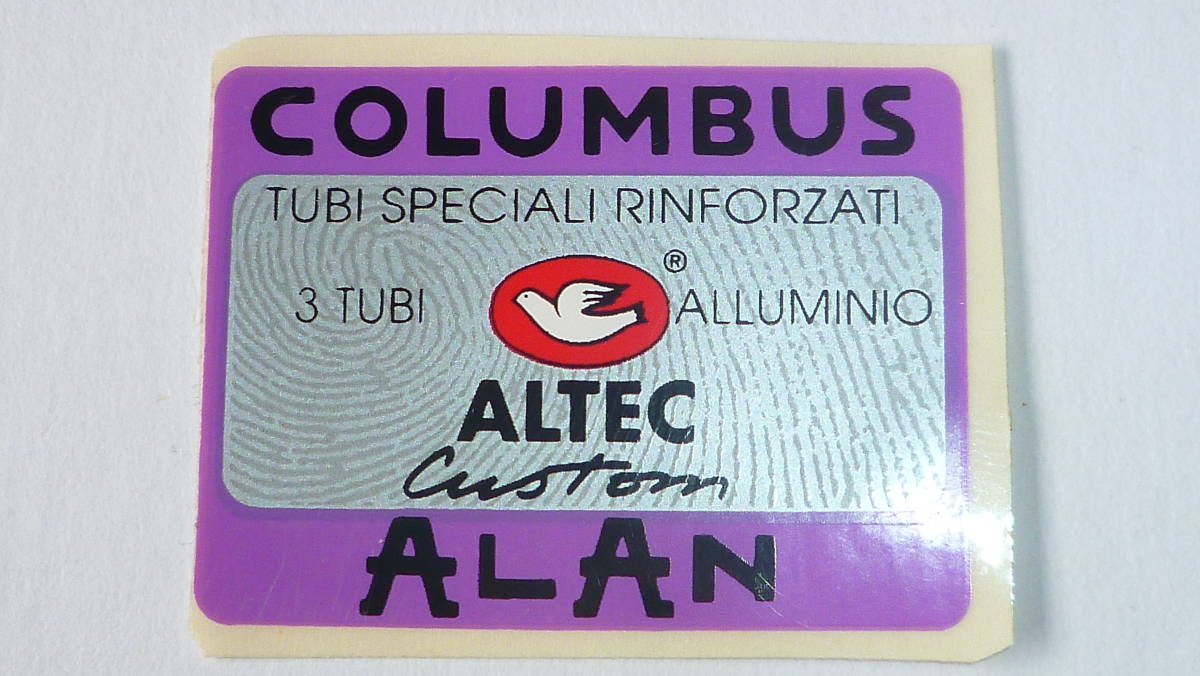 COLUMBUS
TUBI SPECIALI RINFORZATI
®
3 TUBI ALLUMINIO
ALTEC
Custom
ALAN